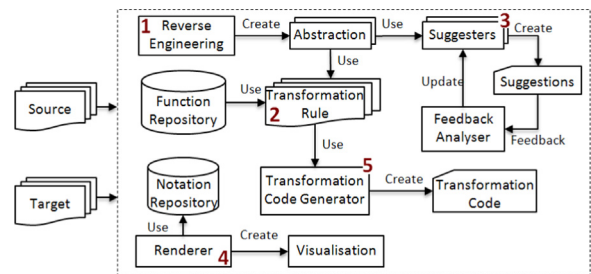 1 Reverse
Engineering
Create
Abstraction
Use
Suggesters
3
Create
Use
Update
Suggestions
Source
Function
Repository
Use
Transformation
2 Rule
Feedback
Analyser
Feedback
Use
Target
Notation
Repository
Transformation
Code Generator
5
Create
Transformation
Code
Use
Renderer 4
Create
Visualisation